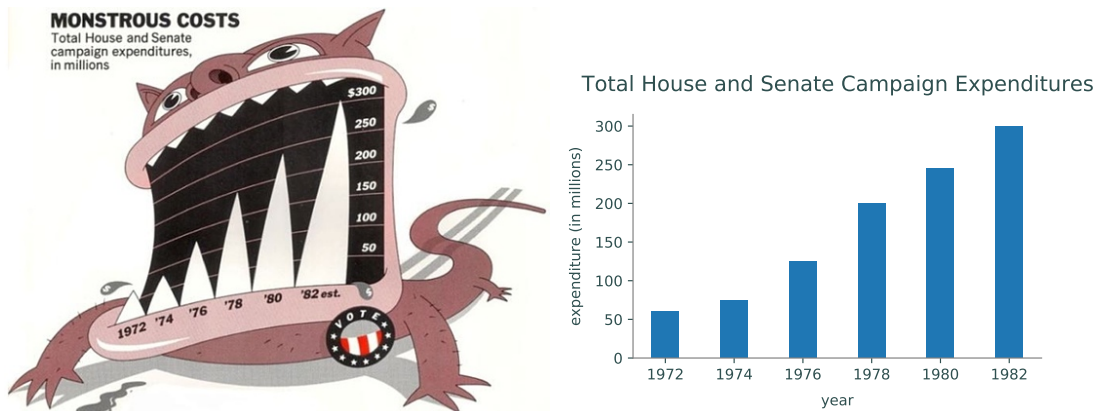 MONSTROUS COSTS
Total House and Senate
campaign expenditures,
in millions
$300
250
200
150
100
50
1972 '74 '76 '78 '80 '82 est.
$
$
$
VOTE
Total House and Senate Campaign Expenditures
expenditure (in millions)
300
250
200
150
100
50
0
1972 1974 1976 1978 1980 1982
year